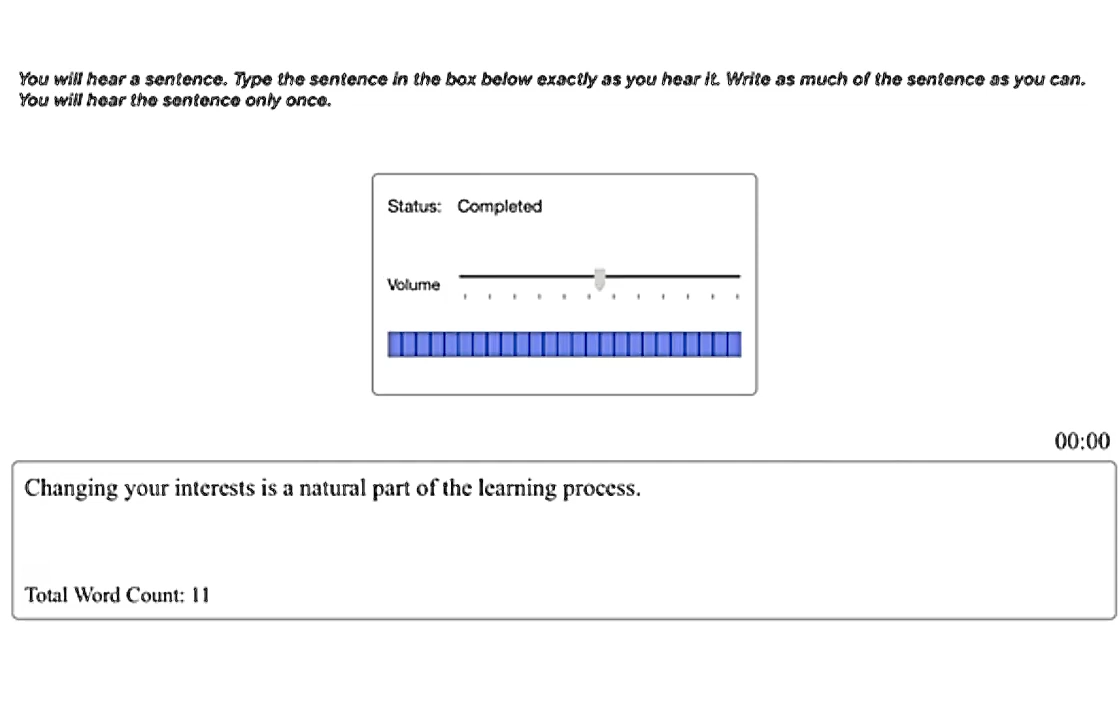 You will hear a sentence. Type the sentence in the box below exactly as you hear it. Write as much of the sentence as you can.
You will hear the sentence only once.
Status: Completed
Volume
00:00
Changing your interests is a natural part of the learning process.
Total Word Count: 11